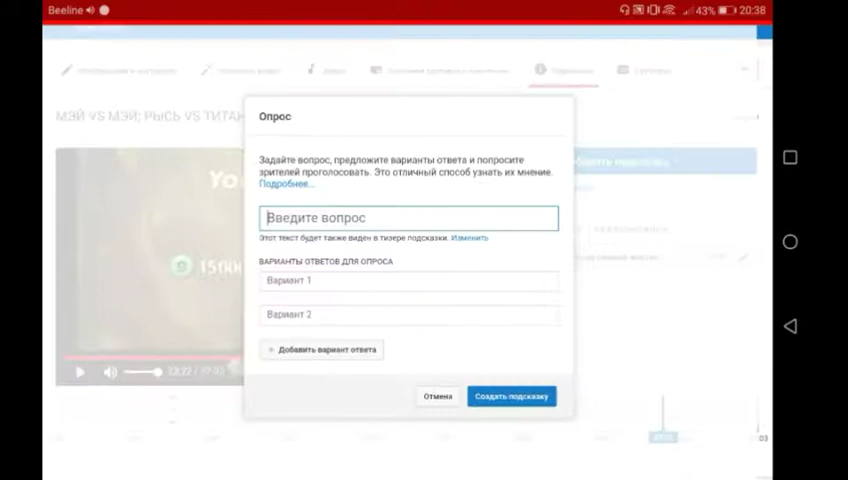 Beeline
43% 20:38
МЭЙ VS МЭЙ; РЫСЬ VS ТИТАН
Опрос
Задайте вопрос, предложите варианты ответа и попросите
зрителей проголосовать. Это отличный способ узнать их мнение.
Подробнее...
Введите вопрос
Этот текст будет также виден в тизере подсказки. Изменить
ВАРИАНТЫ ОТВЕТОВ ДЛЯ ОПРОСА
Вариант 1
Вариант 2
+ Добавить вариант ответа
Отмена Создать подсказку